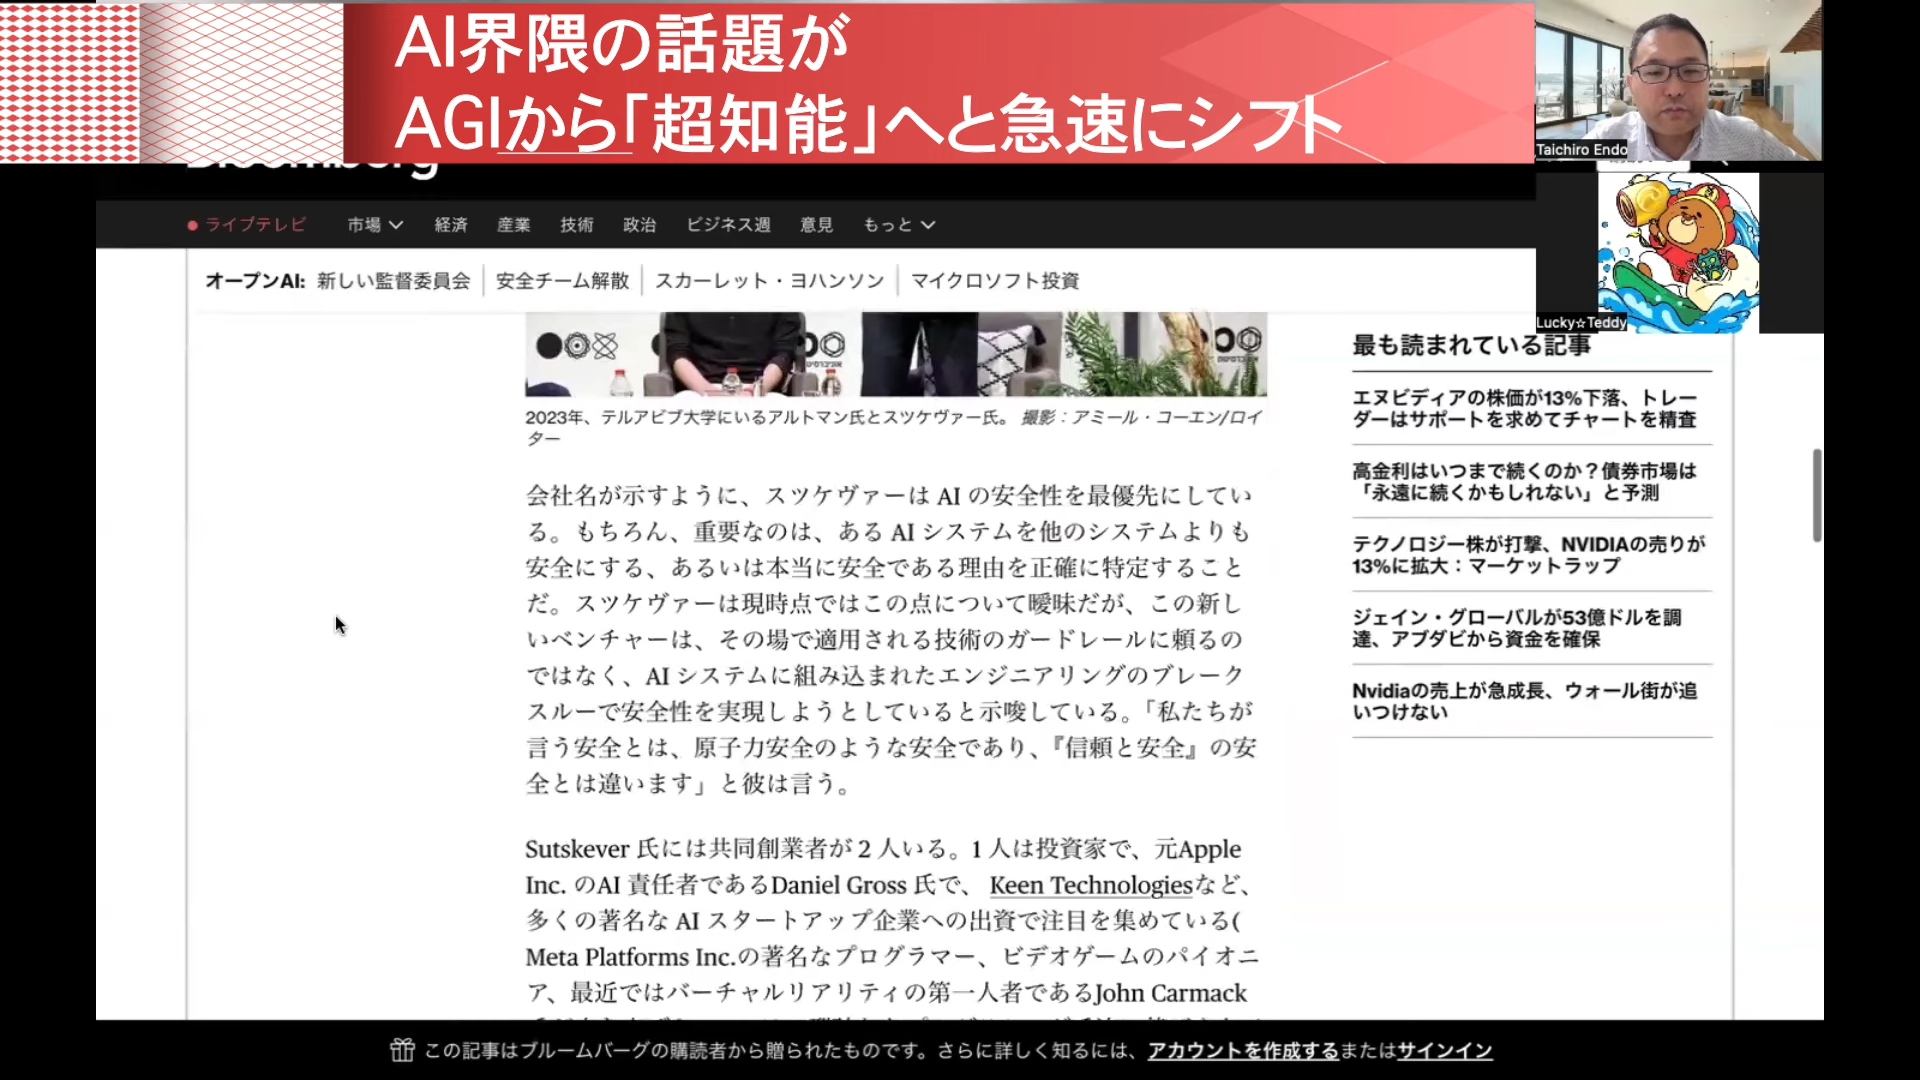 AI界隈の話題が
AGIから「超知能」へと急速にシフト
Taichiro Endo
Lucky☆Teddy
Bloomberg
ライブテレビ 市場 経済 産業 技術 政治 ビジネス週 意見 もっと
オープンAI: 新しい監督委員会 安全チーム解散 スカーレット・ヨハンソン マイクロソフト投資
2023年、テルアビブ大学にいるアルトマン氏とスツケヴァー氏。 撮影：アミール・コーエン/ロイ
ター
会社名が示すように、スツケヴァーは AI の安全性を最優先にしてい
る。もちろん、重要なのは、ある AI システムを他のシステムよりも
安全にする、あるいは本当に安全である理由を正確に特定すること
だ。スツケヴァーは現時点ではこの点について曖昧だが、この新し
いベンチャーは、その場で適用される技術のガードレールに頼るの
ではなく、AI システムに組み込まれたエンジニアリングのブレーク
スルーで安全性を実現しようとしていると示唆している。「私たちが
言う安全とは、原子力安全のような安全であり、『信頼と安全』の安
全とは違います」と彼は言う。
Sutskever 氏には共同創業者が 2 人いる。1 人は投資家で、元Apple
Inc. のAI 責任者であるDaniel Gross 氏で、 Keen Technologiesなど、
多くの著名な AI スタートアップ企業への出資で注目を集めている(
Meta Platforms Inc.の著名なプログラマー、ビデオゲームのパイオニ
ア、最近ではバーチャルリアリティの第一人者であるJohn Carmack
最も読まれている記事
エヌビディアの株価が13%下落、トレー
ダーはサポートを求めてチャートを精査
高金利はいつまで続くのか？債券市場は
「永遠に続くかもしれない」と予測
テクノロジー株が打撃、NVIDIAの売りが
13%に拡大：マーケットラップ
ジェイン・グローバルが53億ドルを調
達、アブダビから資金を確保
Nvidiaの売上が急成長、ウォール街が追
いつけない
この記事はブルームバーグの購読者から贈られたものです。さらに詳しく知るには、アカウントを作成するまたはサインイン